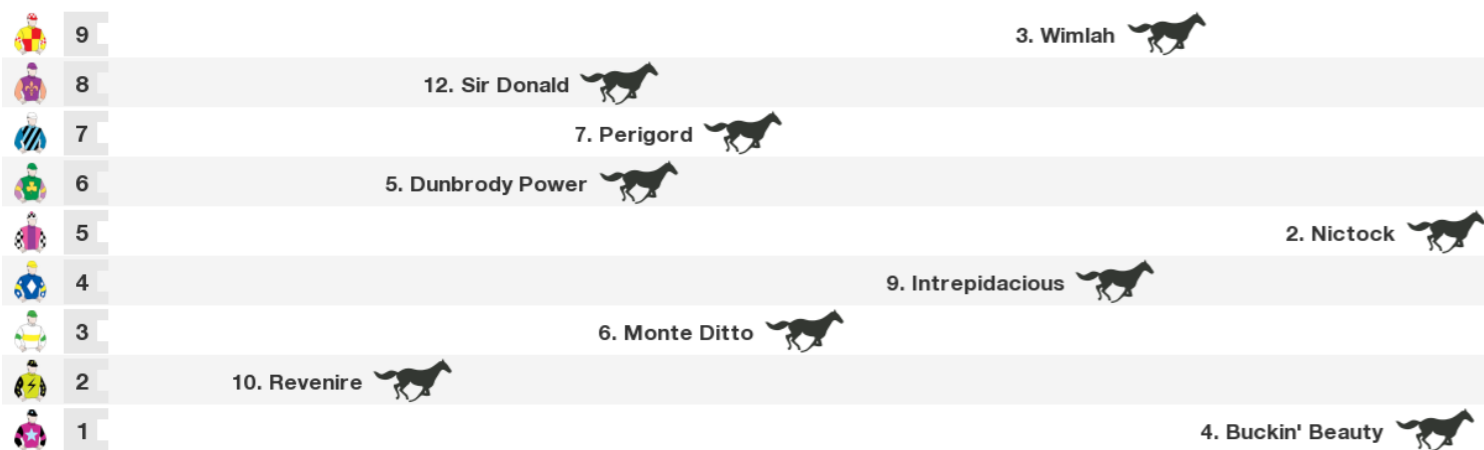 9 3. Wimlah
8 12. Sir Donald
7 7. Perigord
6 5. Dunbrody Power
5 2. Nictock
4 9. Intrepidacious
3 6. Monte Ditto
2 10. Revenire
1 4. Buckin' Beauty